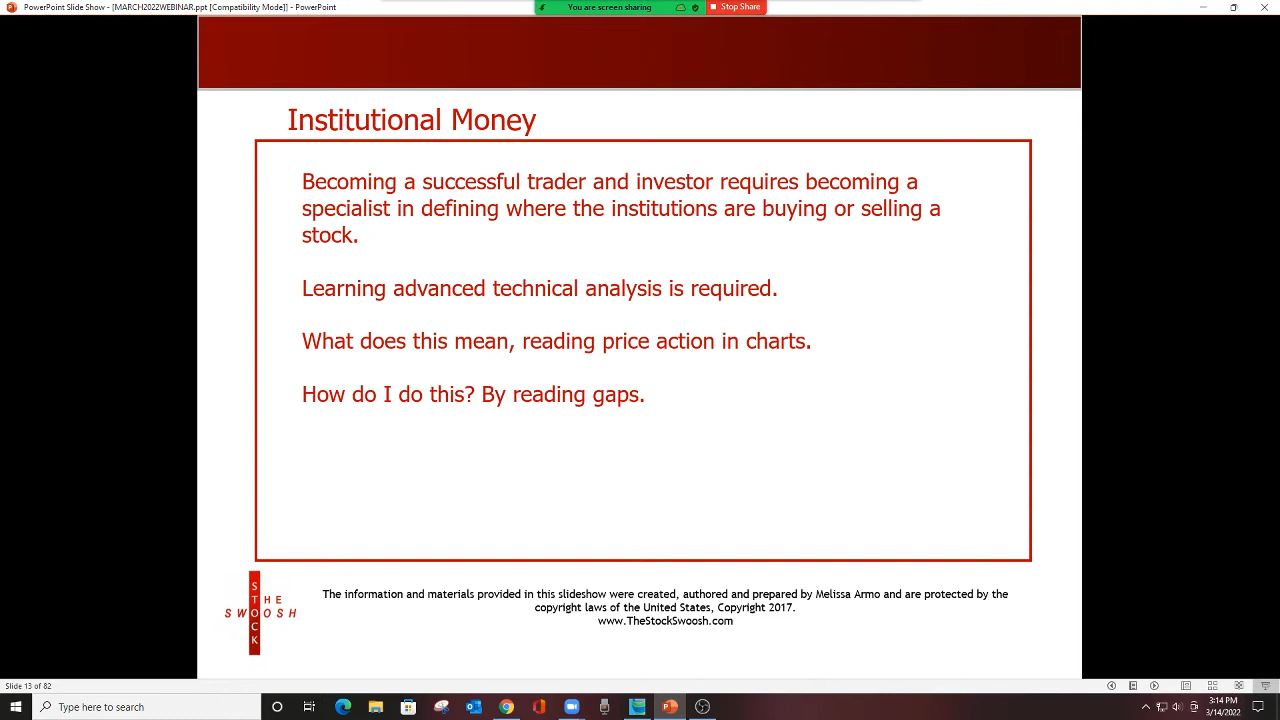 PowerPoint Slide Show - [MARCH2022WEBINAR.ppt [Compatibility Mode]] - PowerPoint
You are screen sharing
Stop Share
Institutional Money
Becoming a successful trader and investor requires becoming a
specialist in defining where the institutions are buying or selling a
stock.
Learning advanced technical analysis is required.
What does this mean, reading price action in charts.
How do I do this? By reading gaps.
THE
STOCK
SWOOSH
The information and materials provided in this slideshow were created, authored and prepared by Melissa Armo and are protected by the
copyright laws of the United States, Copyright 2017.
www.TheStockSwoosh.com
Slide 13 of 82
Type here to search
3:14 PM
3/14/2022